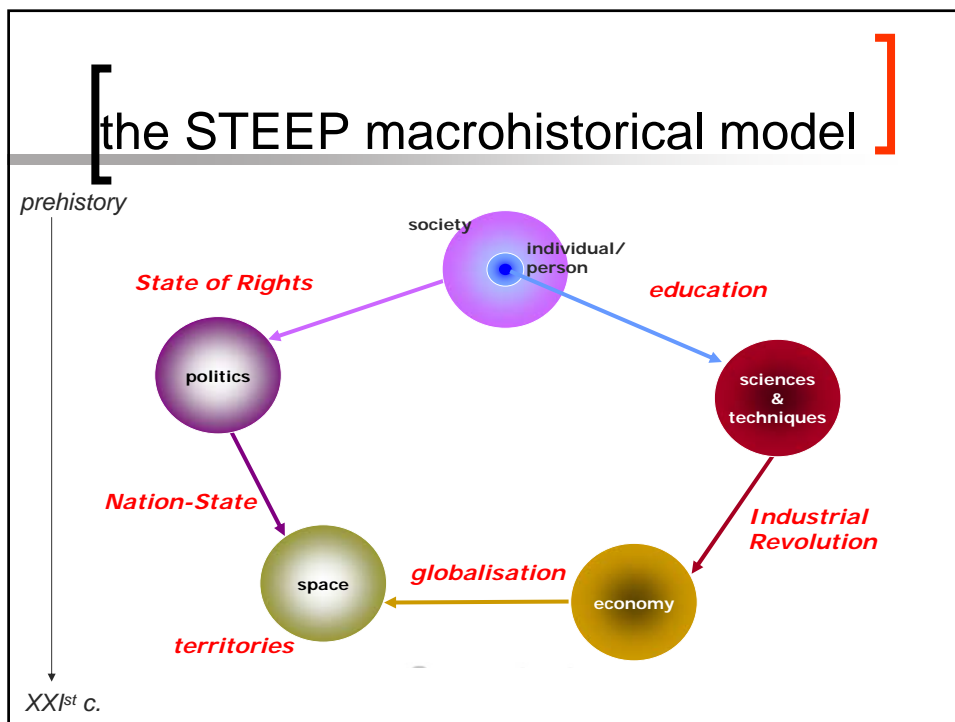 the STEEP macrohistorical model
prehistory
society
individual/
person
State of Rights
education
politics
sciences
&
techniques
Nation-State
Industrial
Revolution
space
globalisation
economy
territories
XXIst c.